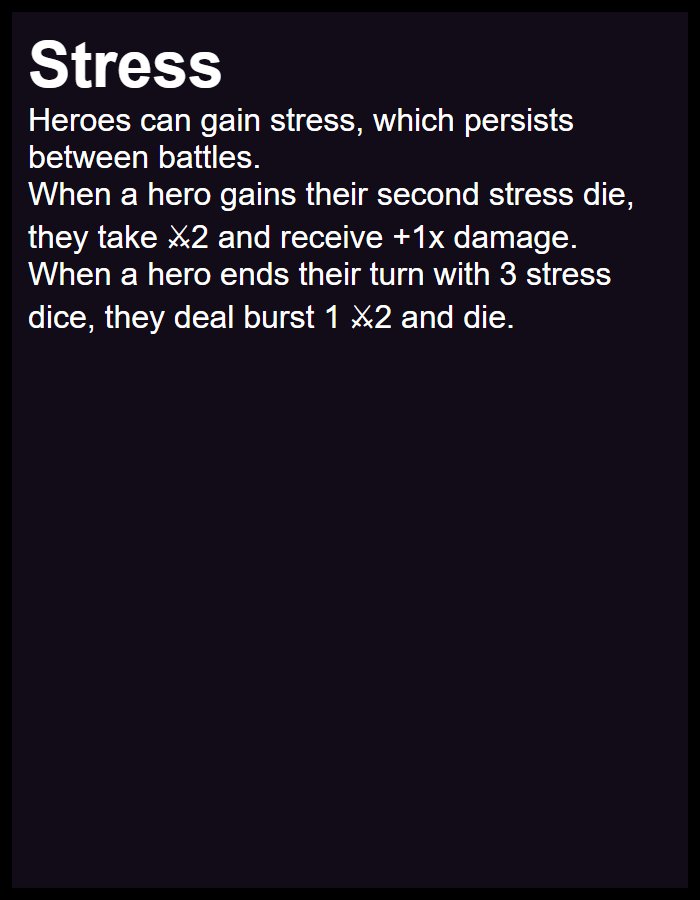 Stress
Heroes can gain stress, which persists
between battles.
When a hero gains their second stress die,
they take ⚔2 and receive +1x damage.
When a hero ends their turn with 3 stress
dice, they deal burst 1 ⚔2 and die.